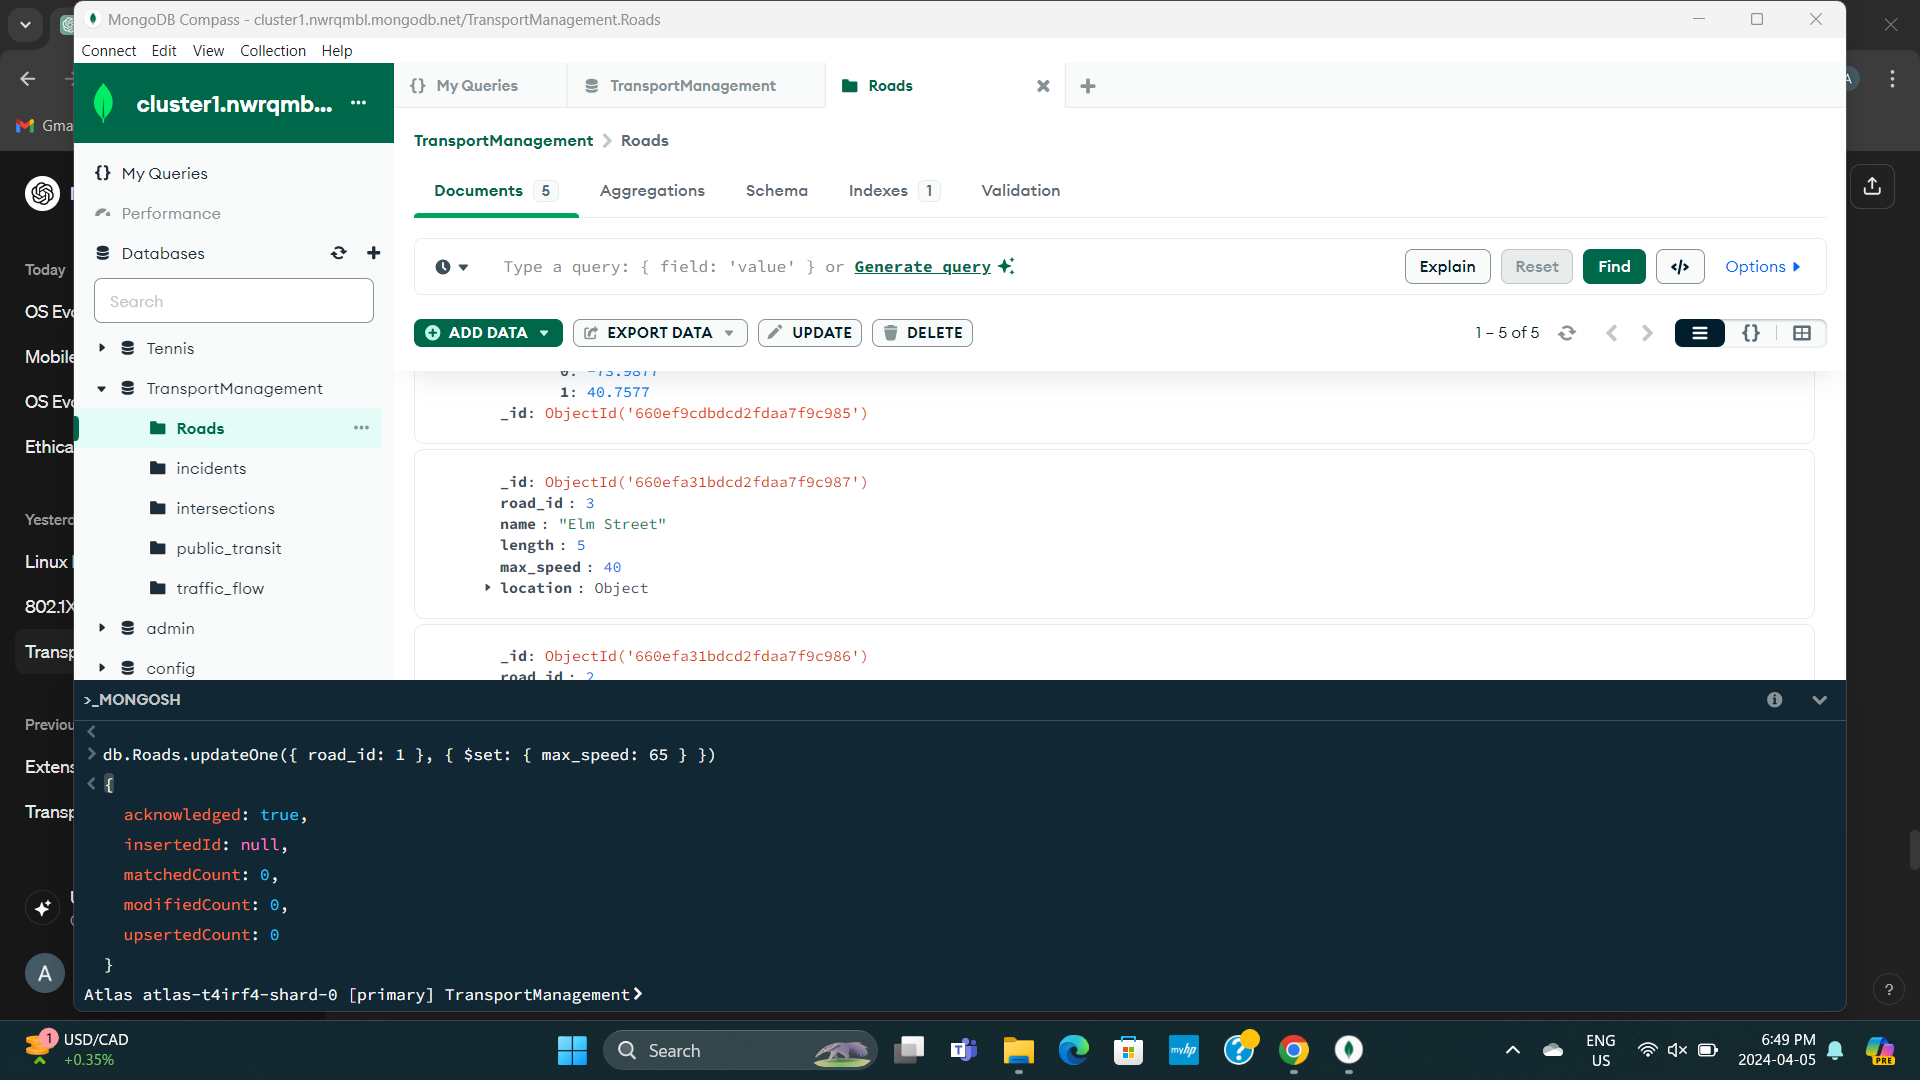 MongoDB Compass - cluster1.nwrqmbl.mongodb.net/TransportManagement.Roads
Connect Edit View Collection Help
cluster1.nwrqmb... ···
My Queries
TransportManagement
Roads
Gma
A
TransportManagement > Roads
My Queries
Performance
Databases
Search
Tennis
TransportManagement
Roads ···
incidents
intersections
public_transit
traffic_flow
admin
config
Documents 5 Aggregations Schema Indexes 1 Validation
Type a query: { field: 'value' } or Generate query
Explain Reset Find </> Options
ADD DATA EXPORT DATA UPDATE DELETE
1 – 5 of 5
0: -73.9877
1: 40.7577
_id: ObjectId('660ef9cdbdcd2fdaa7f9c985')
_id: ObjectId('660efa31bdcd2fdaa7f9c987')
road_id : 3
name : "Elm Street"
length : 5
max_speed : 40
location : Object
_id: ObjectId('660efa31bdcd2fdaa7f9c986')
road_id : 2
Today
OS Evo
Mobile
OS Evo
Ethica
Yesterd
Linux
802.1X
Transp
Previou
Extens
Transp
A
>_MONGOSH
<
> db.Roads.updateOne({ road_id: 1 }, { $set: { max_speed: 65 } })
< {
acknowledged: true,
insertedId: null,
matchedCount: 0,
modifiedCount: 0,
upsertedCount: 0
}
Atlas atlas-t4irf4-shard-0 [primary] TransportManagement>
?
1
USD/CAD
+0.35%
Search
myhp
ENG
US
6:49 PM
2024-04-05
PRE